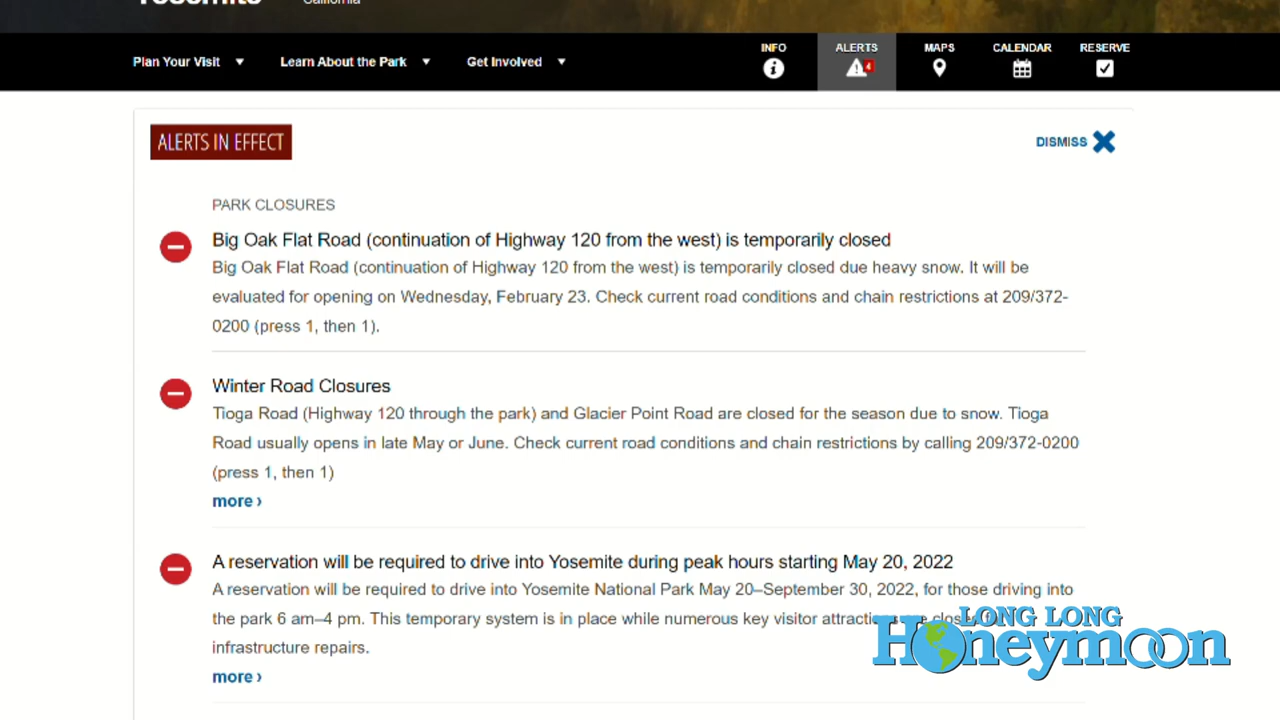 Yosemite California
Plan Your Visit Learn About the Park Get Involved INFO ALERTS 4 MAPS CALENDAR RESERVE
ALERTS IN EFFECT
DISMISS
PARK CLOSURES
Big Oak Flat Road (continuation of Highway 120 from the west) is temporarily closed
Big Oak Flat Road (continuation of Highway 120 from the west) is temporarily closed due heavy snow. It will be
evaluated for opening on Wednesday, February 23. Check current road conditions and chain restrictions at 209/372-
0200 (press 1, then 1).
Winter Road Closures
Tioga Road (Highway 120 through the park) and Glacier Point Road are closed for the season due to snow. Tioga
Road usually opens in late May or June. Check current road conditions and chain restrictions by calling 209/372-0200
(press 1, then 1)
more ›
A reservation will be required to drive into Yosemite during peak hours starting May 20, 2022
A reservation will be required to drive into Yosemite National Park May 20–September 30, 2022, for those driving into
the park 6 am–4 pm. This temporary system is in place while numerous key visitor
infrastructure repairs.
more ›
LONG LONG
Honeymoon